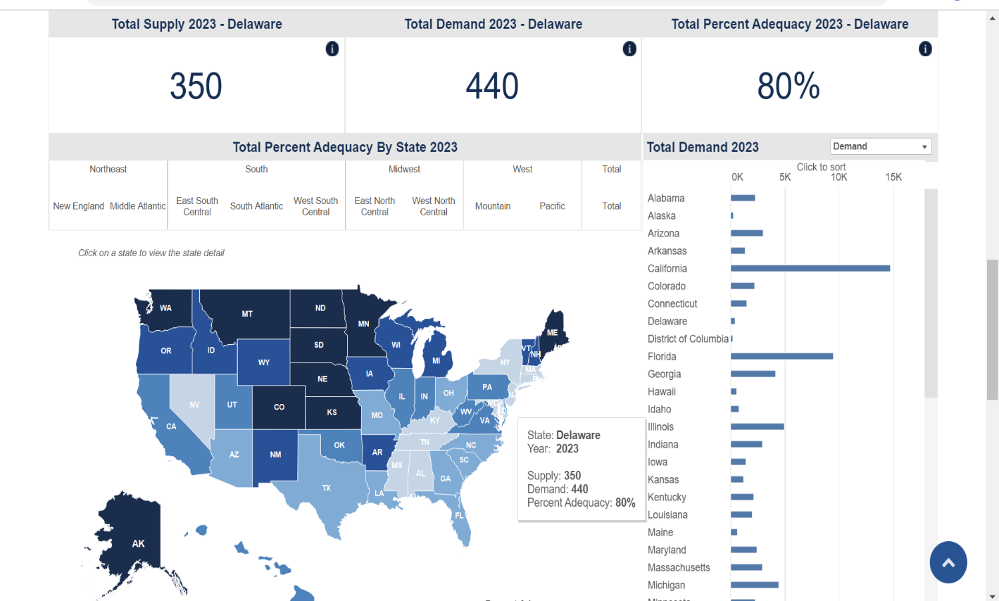 Total Supply 2023 - Delaware
Total Demand 2023 - Delaware
Total Percent Adequacy 2023 - Delaware
i
i
i
350
440
80%
Total Percent Adequacy By State 2023
Total Demand 2023
Demand
Northeast
South
Midwest
West
Total
New England
Middle Atlantic
East South
Central
South Atlantic
West South
Central
East North
Central
West North
Central
Mountain
Pacific
Total
Click to sort
0K
5K
10K
15K
Click on a state to view the state detail
WA
MT
ND
MN
ME
OR
ID
SD
WI
VT
NH
WY
MI
NY
IA
MA
NE
PA
NV
UT
CO
KS
IL
IN
OH
MO
WV
VA
KY
CA
AZ
NM
OK
AR
TN
NC
MS
AL
GA
SC
TX
LA
FL
AK
State: Delaware
Year: 2023
Supply: 350
Demand: 440
Percent Adequacy: 80%
Alabama
Alaska
Arizona
Arkansas
California
Colorado
Connecticut
Delaware
District of Columbia
Florida
Georgia
Hawaii
Idaho
Illinois
Indiana
Iowa
Kansas
Kentucky
Louisiana
Maine
Maryland
Massachusetts
Michigan